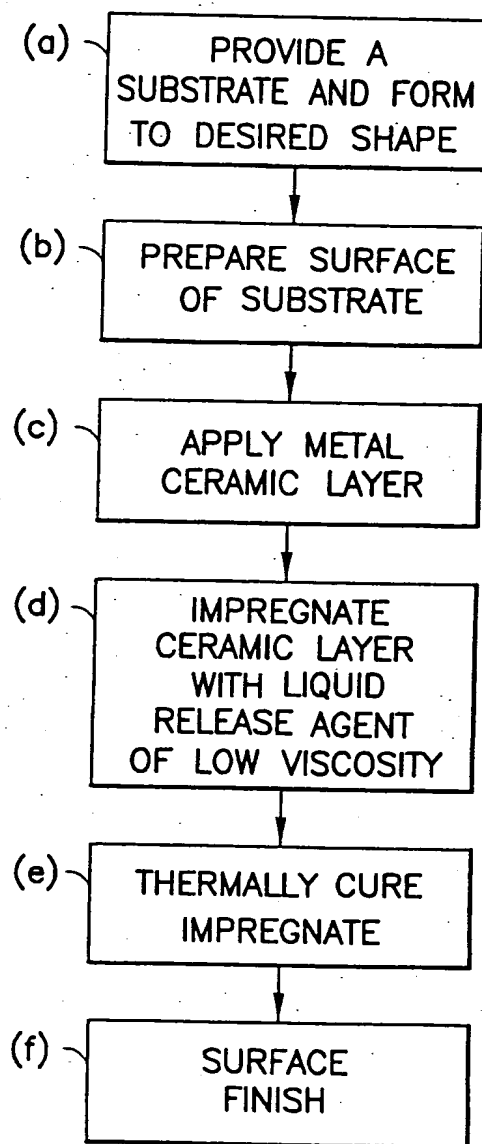 (a)
PROVIDE A
SUBSTRATE AND FORM
TO DESIRED SHAPE
(b)
PREPARE SURFACE
OF SUBSTRATE
(c)
APPLY METAL
CERAMIC LAYER
(d)
IMPREGNATE
CERAMIC LAYER
WITH LIQUID
RELEASE AGENT
OF LOW VISCOSITY
(e)
THERMALLY CURE
IMPREGNATE
(f)
SURFACE
FINISH